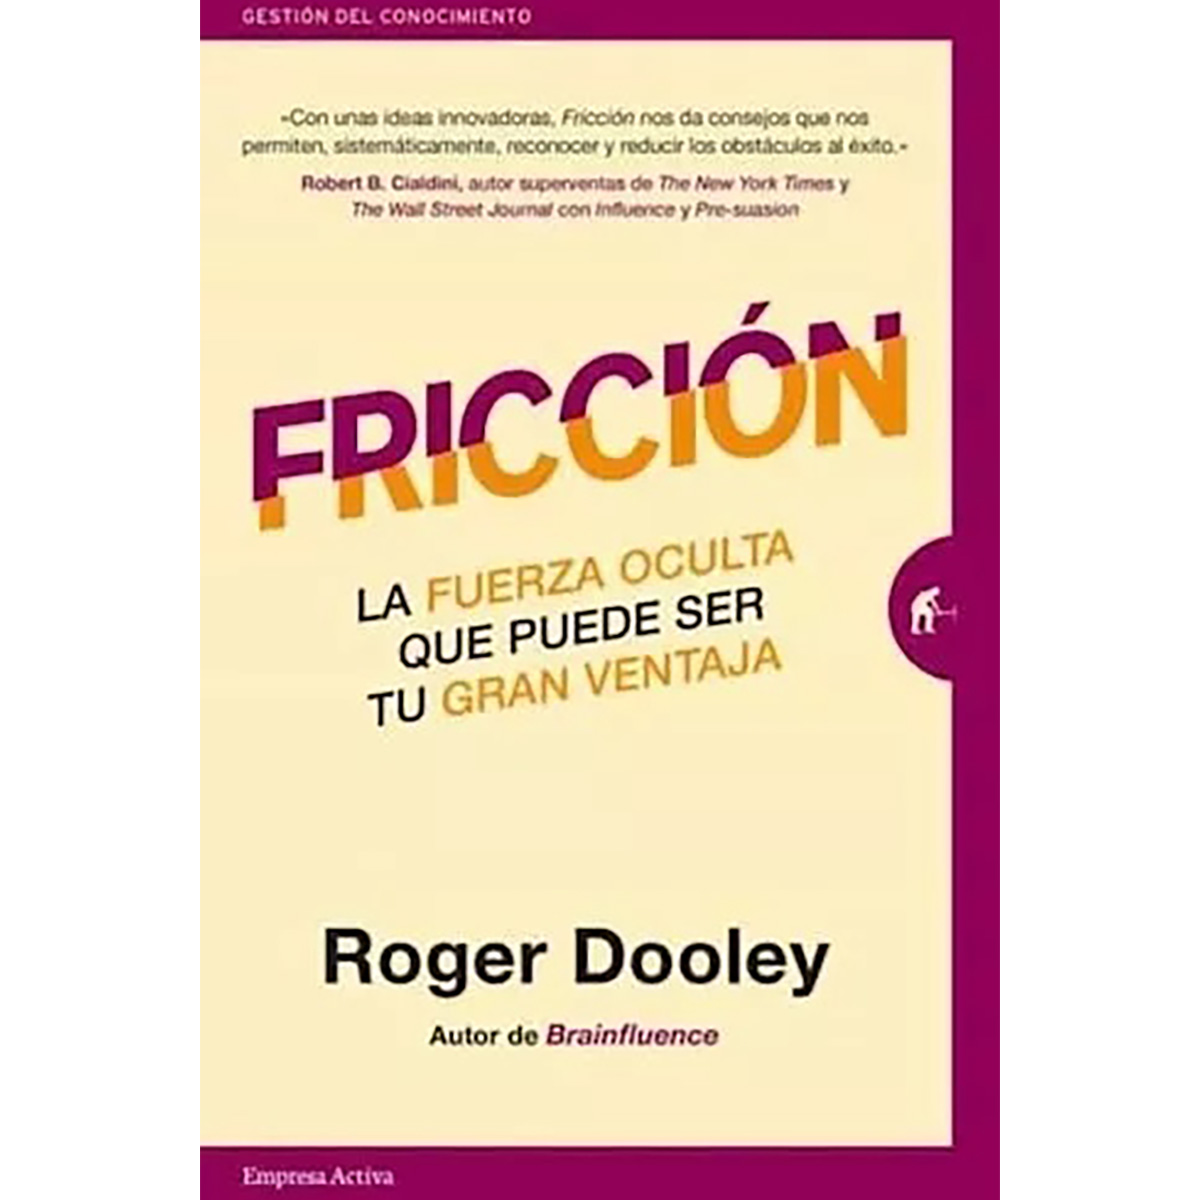 GESTIÓN DEL CONOCIMIENTO
«Con unas ideas innovadoras, Fricción nos da consejos que nos
permiten, sistemáticamente, reconocer y reducir los obstáculos al éxito.»
Robert B. Cialdini, autor superventas de The New York Times y
The Wall Street Journal con Influence y Pre-suasion
FRICCIÓN
LA FUERZA OCULTA
QUE PUEDE SER
TU GRAN VENTAJA
Roger Dooley
Autor de Brainfluence
Empresa Activa